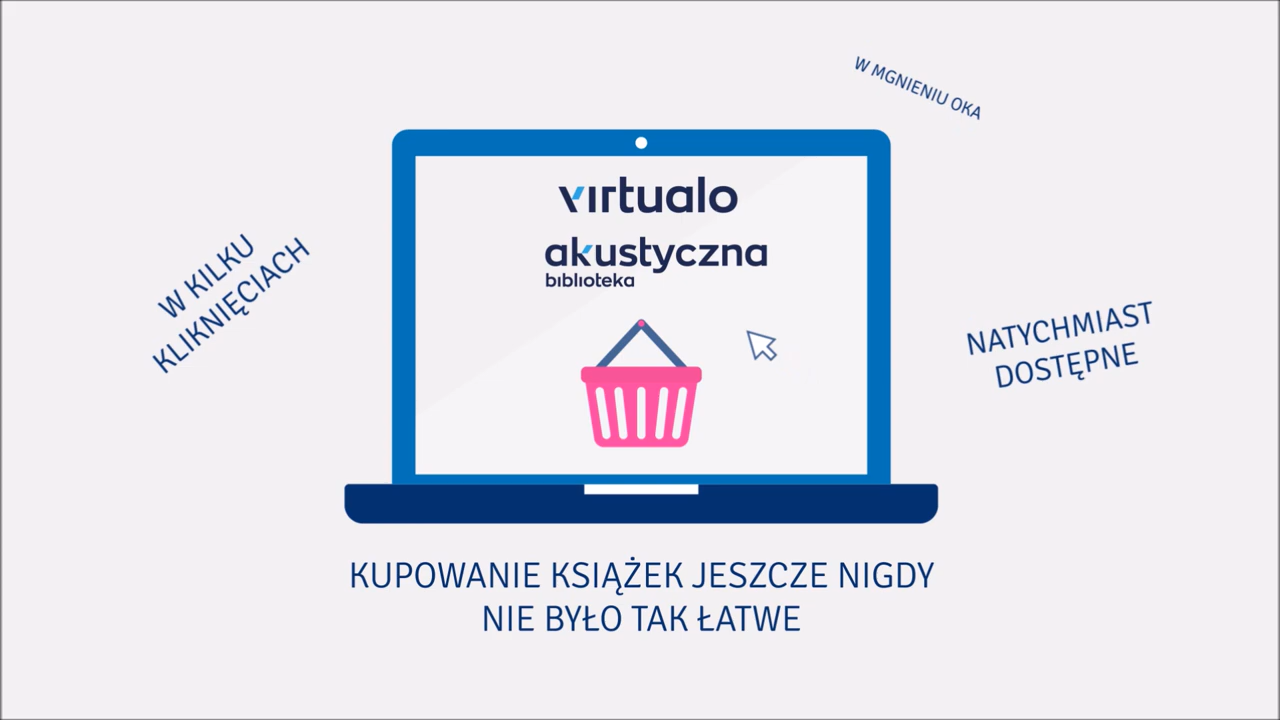 W MGNIENIU OKA
virtualo
akustyczna
biblioteka
W KILKU
KLIKNIĘCIACH
NATYCHMIAST
DOSTĘPNE
KUPOWANIE KSIĄŻEK JESZCZE NIGDY
NIE BYŁO TAK ŁATWE